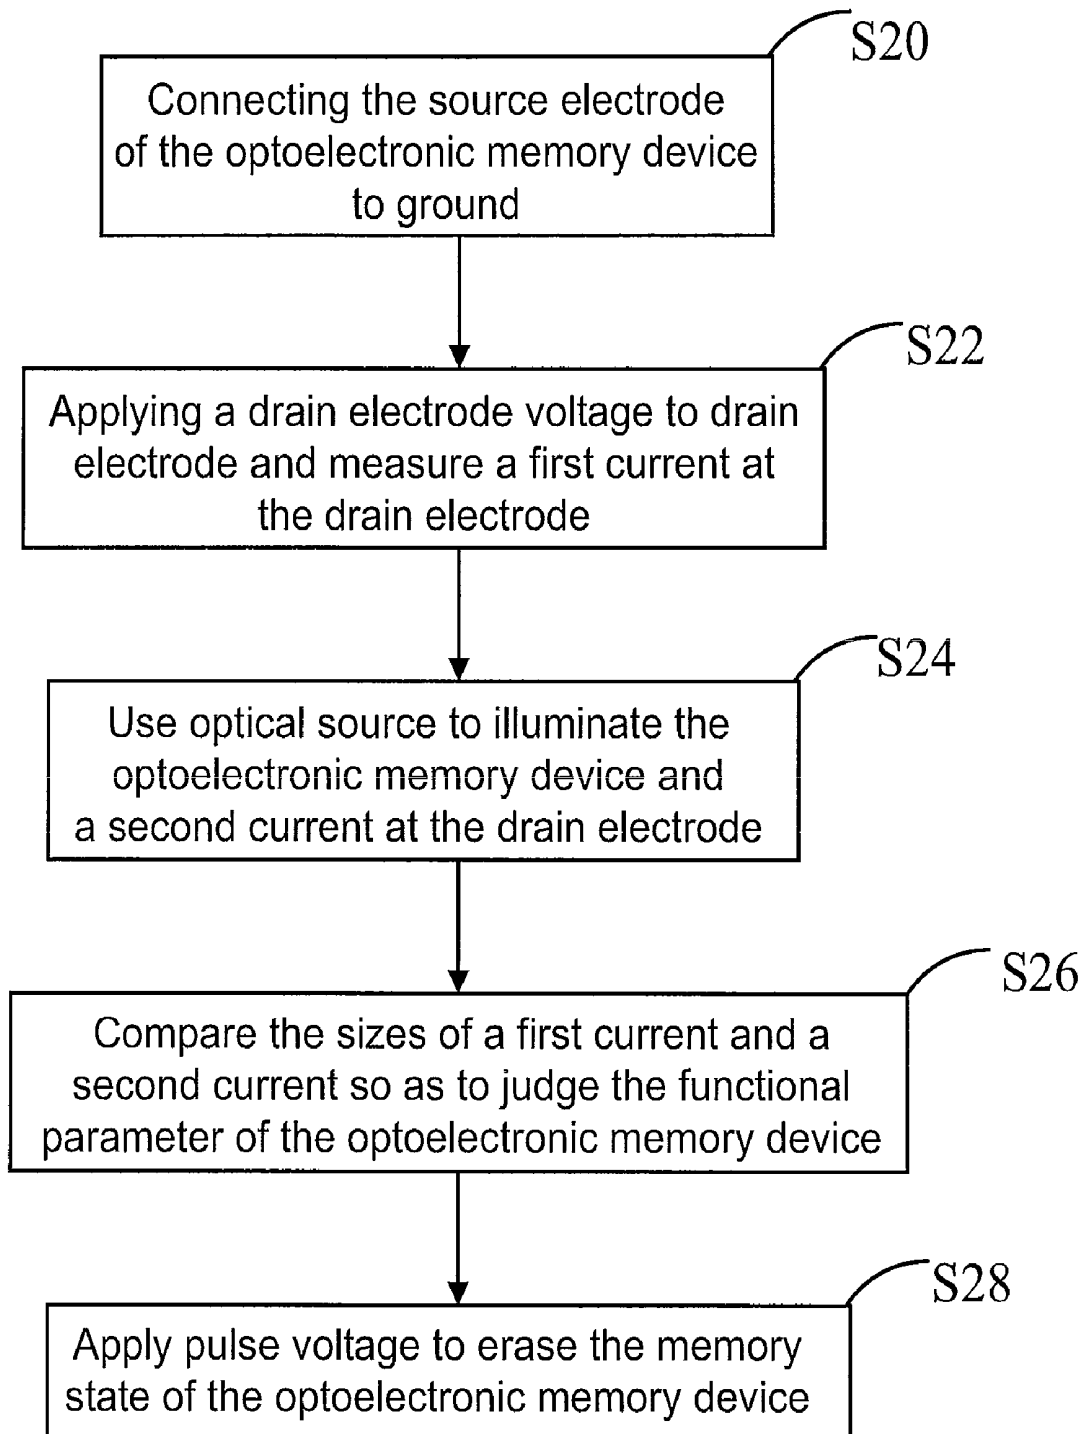 S20
Connecting the source electrode
of the optoelectronic memory device
to ground
S22
Applying a drain electrode voltage to drain
electrode and measure a first current at
the drain electrode
S24
Use optical source to illuminate the
optoelectronic memory device and
a second current at the drain electrode
S26
Compare the sizes of a first current and a
second current so as to judge the functional
parameter of the optoelectronic memory device
S28
Apply pulse voltage to erase the memory
state of the optoelectronic memory device